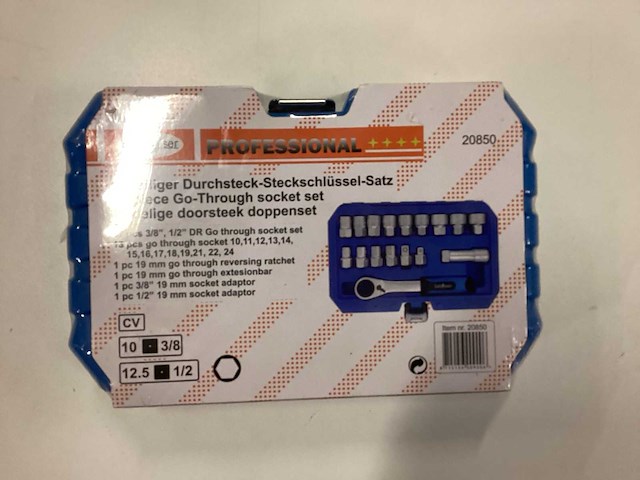 PROFESSIONAL ++++
20850
Durchsteck-Steckschlüssel-Satz
Go-Through socket set
doorsteek doppenset
3/8", 1/2" DR Go through socket set
pcs go through socket 10,11,12,13,14,
15,16,17,18,19,21, 22, 24
1 pc 19 mm go through reversing ratchet
1 pc 19 mm go through extesionbar
1 pc 3/8" 19 mm socket adaptor
1 pc 1/2" 19 mm socket adaptor
CV
10 3/8
12.5 1/2
Item nr. 20850